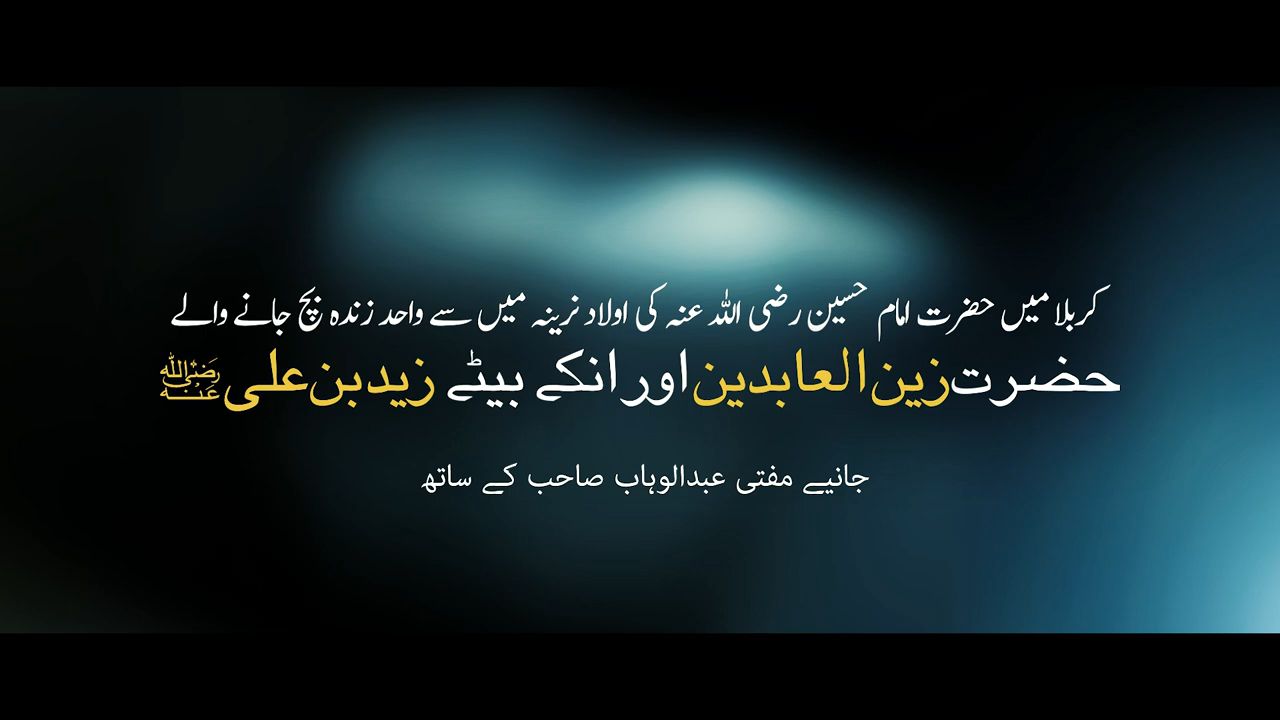 کربلا میں حضرت امام حسین رضی اللہ عنہ کی اولاد نرینہ میں سے واحد زندہ بچ جانے والے
حضرت زین العابدین اور انکے بیٹے زید بن علی رضی اللہ عنہ
جانیے مفتی عبدالوہاب صاحب کے ساتھ